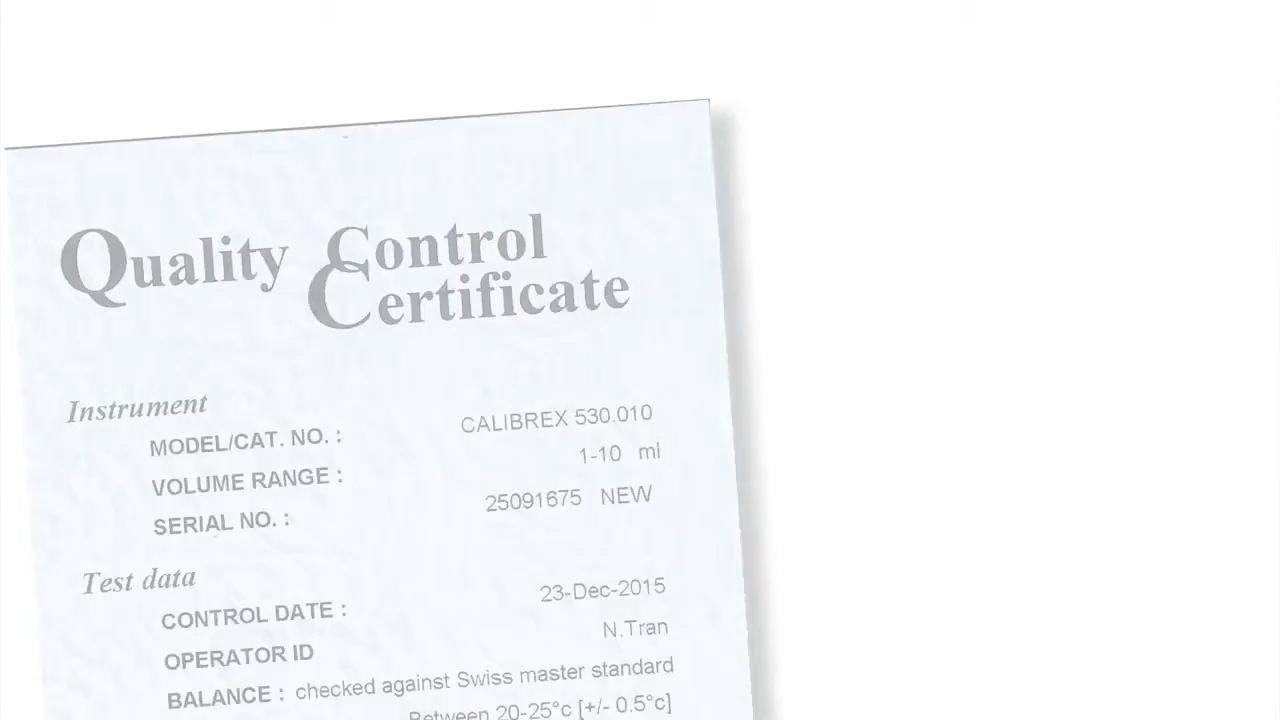 Quality Control
Certificate
Instrument
MODEL/CAT. NO. : CALIBREX 530.010
VOLUME RANGE : 1-10 ml
SERIAL NO. : 25091675 NEW
Test data
CONTROL DATE : 23-Dec-2015
OPERATOR ID N.Tran
BALANCE : checked against Swiss master standard
Between 20-25°c [+/- 0.5°c]